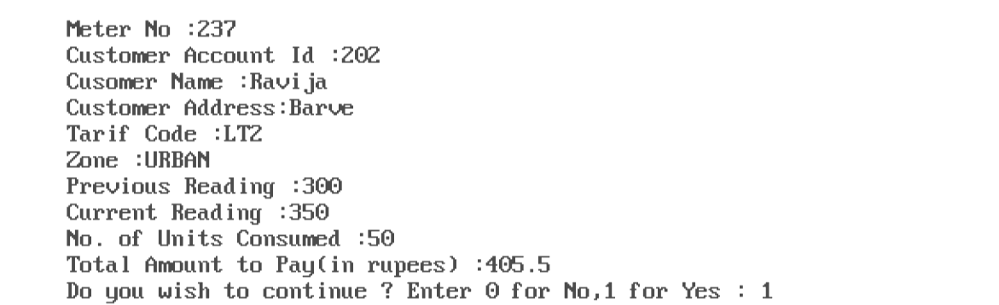 Meter No :237
Customer Account Id :202
Cusomer Name :Ravija
Customer Address:Barve
Tarif Code :LT2
Zone :URBAN
Previous Reading :300
Current Reading :350
No. of Units Consumed :50
Total Amount to Pay(in rupees) :405.5
Do you wish to continue ? Enter 0 for No,1 for Yes : 1